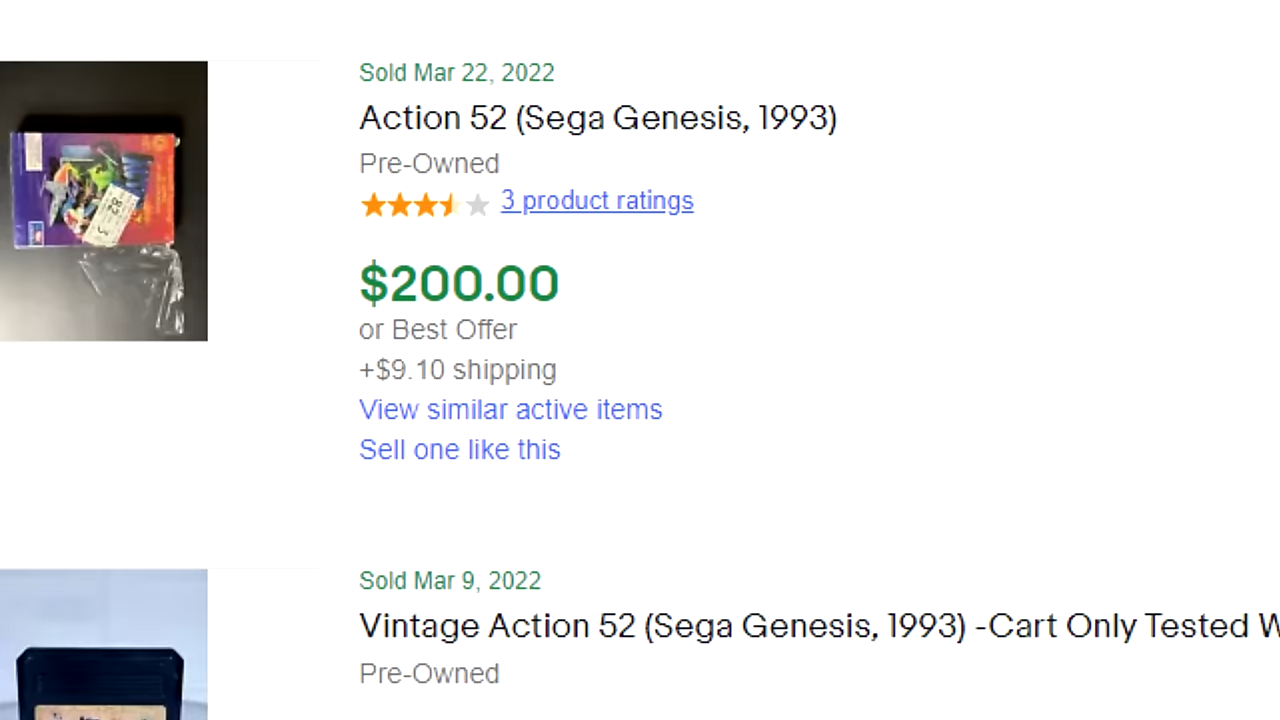 Sold Mar 22, 2022
Action 52 (Sega Genesis, 1993)
Pre-Owned
3 product ratings
$200.00
or Best Offer
+$9.10 shipping
View similar active items
Sell one like this
Sold Mar 9, 2022
Vintage Action 52 (Sega Genesis, 1993) -Cart Only Tested
Pre-Owned